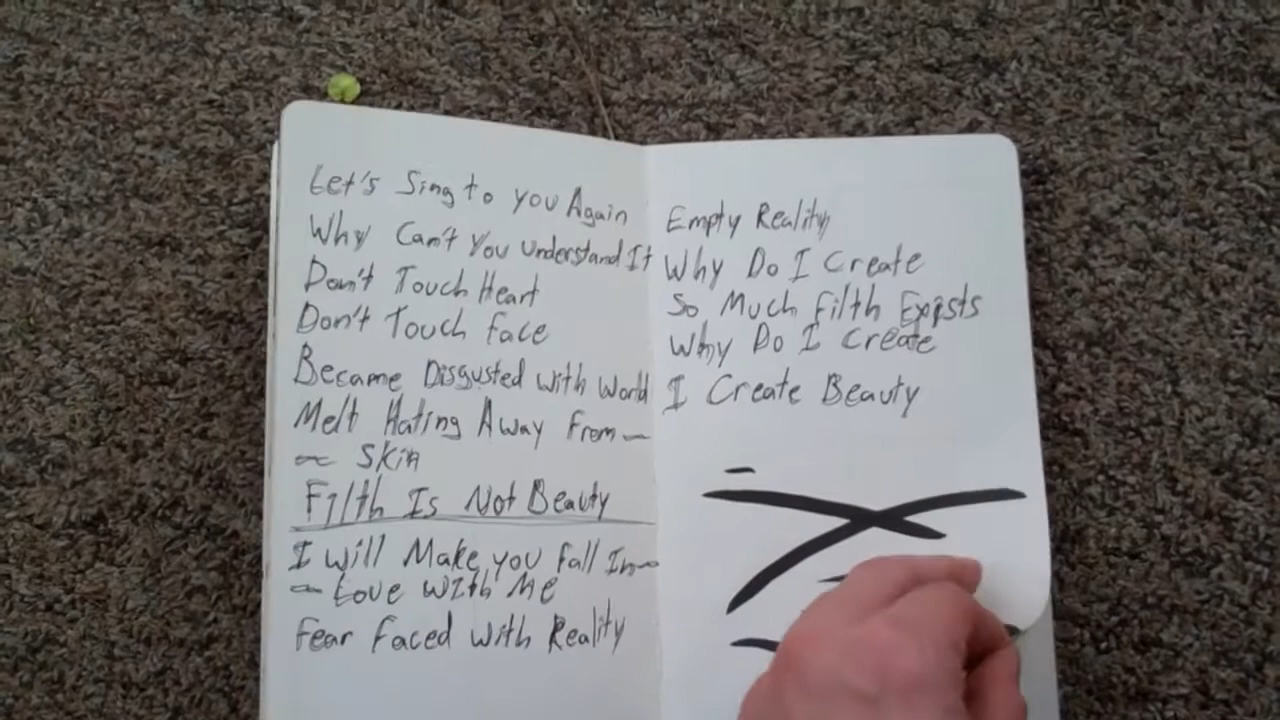 Let's Sing to you Again
Why Can't You Understand It
Don't Touch Heart
Don't Touch Face
Became Disgusted With World
Melt Hating Away From —
— Skin
Filth Is Not Beauty
I Will Make you Fall In —
— Love With Me
Fear Faced With Reality
Empty Reality
Why Do I Create
So Much Filth Exists
Why Do I Create
I Create Beauty